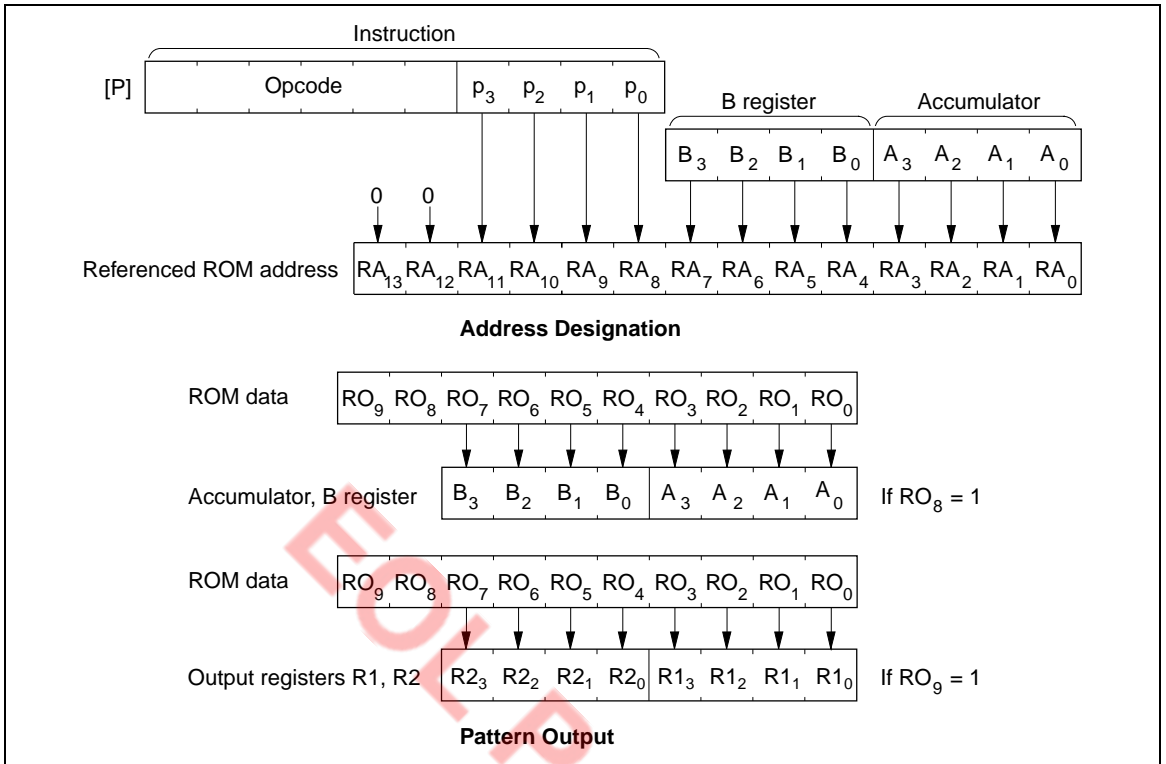 Instruction
[P] Opcode p3 p2 p1 p0
B register Accumulator
B3 B2 B1 B0 A3 A2 A1 A0
0 0
Referenced ROM address RA13 RA12 RA11 RA10 RA9 RA8 RA7 RA6 RA5 RA4 RA3 RA2 RA1 RA0
Address Designation
ROM data RO9 RO8 RO7 RO6 RO5 RO4 RO3 RO2 RO1 RO0
Accumulator, B register B3 B2 B1 B0 A3 A2 A1 A0 If RO8 = 1
ROM data RO9 RO8 RO7 RO6 RO5 RO4 RO3 RO2 RO1 RO0
Output registers R1, R2 R23 R22 R21 R20 R13 R12 R11 R10 If RO9 = 1
Pattern Output
EOL P